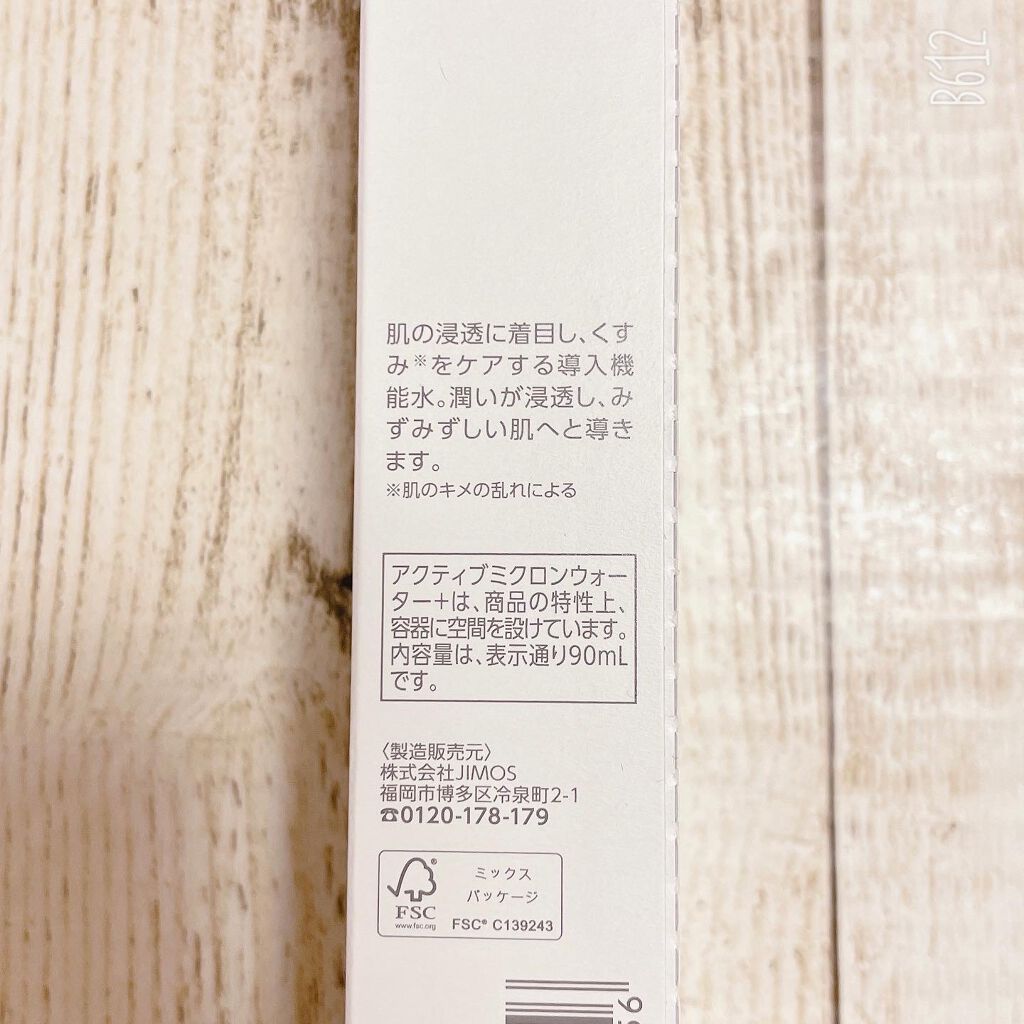 B612
肌の浸透に着目し、くす
み※をケアする導入機
能水。潤いが浸透し、み
ずみずしい肌へと導き
ます。
※肌のキメの乱れによる
アクティブミクロンウォー
ター+は、商品の特性上、
容器に空間を設けています。
内容量は、表示通り90mL
です。
〈製造販売元〉
株式会社JIMOS
福岡市博多区冷泉町2-1
☎0120-178-179
FSC®
www.fsc.org
ミックス
パッケージ
FSC® C139243